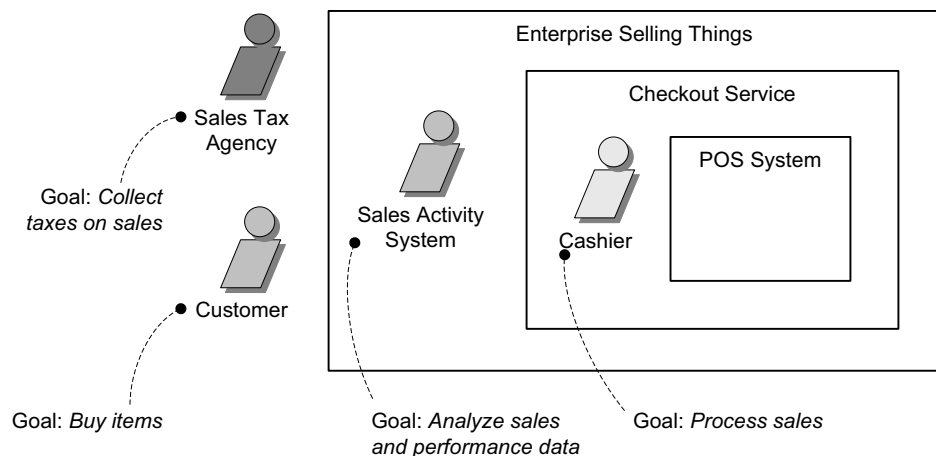 Enterprise Selling Things
Checkout Service
POS System
Sales Tax
Agency
Goal: Collect
taxes on sales
Sales Activity
System
Cashier
Customer
Goal: Buy items
Goal: Analyze sales
and performance data
Goal: Process sales